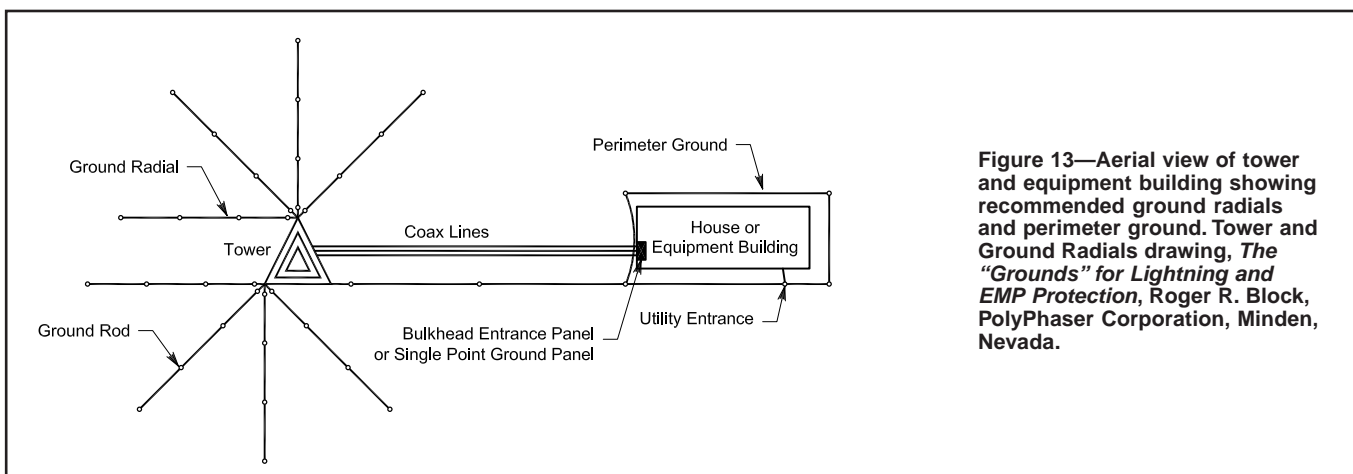 Ground Radial
Tower
Ground Rod
Coax Lines
Perimeter Ground
House or
Equipment Building
Bulkhead Entrance Panel
or Single Point Ground Panel
Utility Entrance
Figure 13—Aerial view of tower
and equipment building showing
recommended ground radials
and perimeter ground. Tower and
Ground Radials drawing, The
“Grounds” for Lightning and
EMP Protection, Roger R. Block,
PolyPhaser Corporation, Minden,
Nevada.